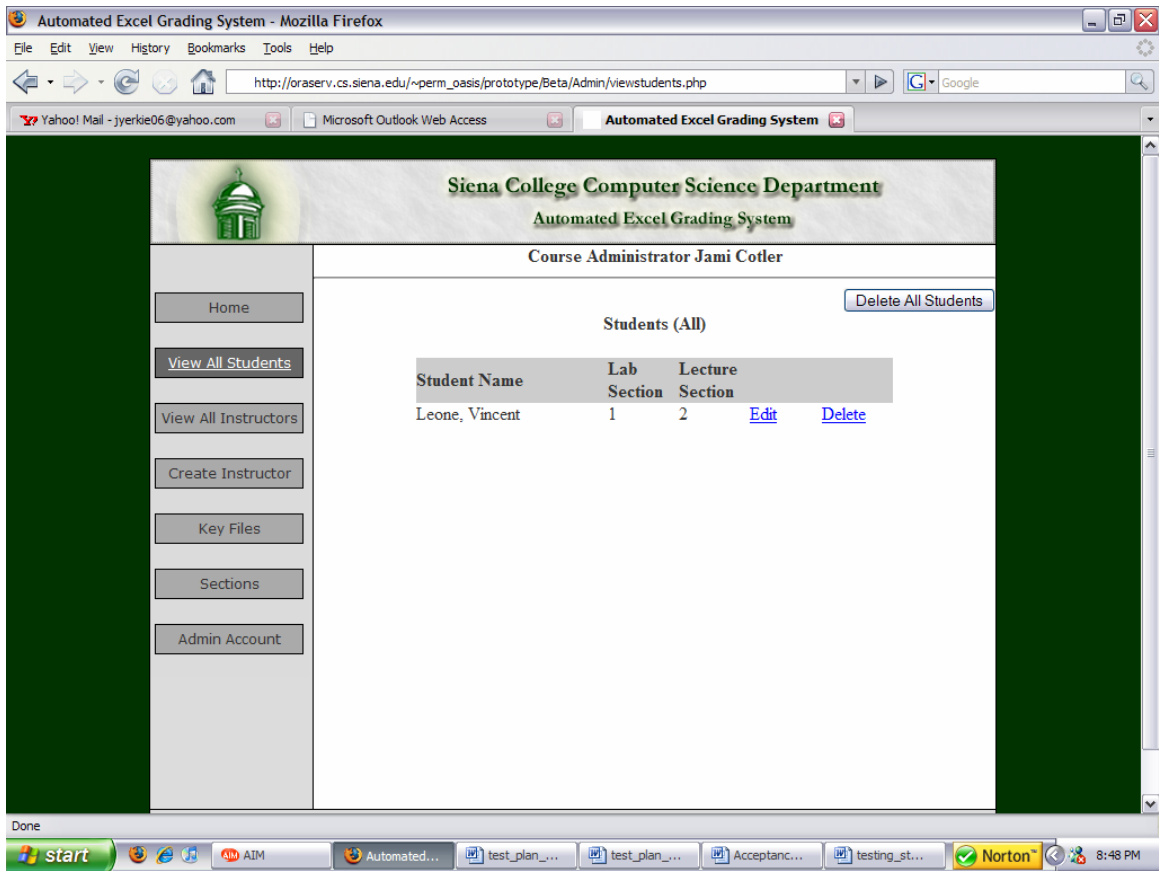 Automated Excel Grading System - Mozilla Firefox
File Edit View History Bookmarks Tools Help
http://oraserv.cs.siena.edu/~perm_oasis/prototype/Beta/Admin/viewstudents.php
G Google
Yahoo! Mail - jyerkie06@yahoo.com
Microsoft Outlook Web Access
Automated Excel Grading System
Siena College Computer Science Department
Automated Excel Grading System
Course Administrator Jami Cotler
Home
View All Students
View All Instructors
Create Instructor
Key Files
Sections
Admin Account
Delete All Students
Students (All)
Student Name Lab Section Lecture Section
Leone, Vincent 1 2 Edit Delete
Done
start AIM AIM Automated... test_plan_... test_plan_... Acceptanc... testing_st... Norton™ 8:48 PM